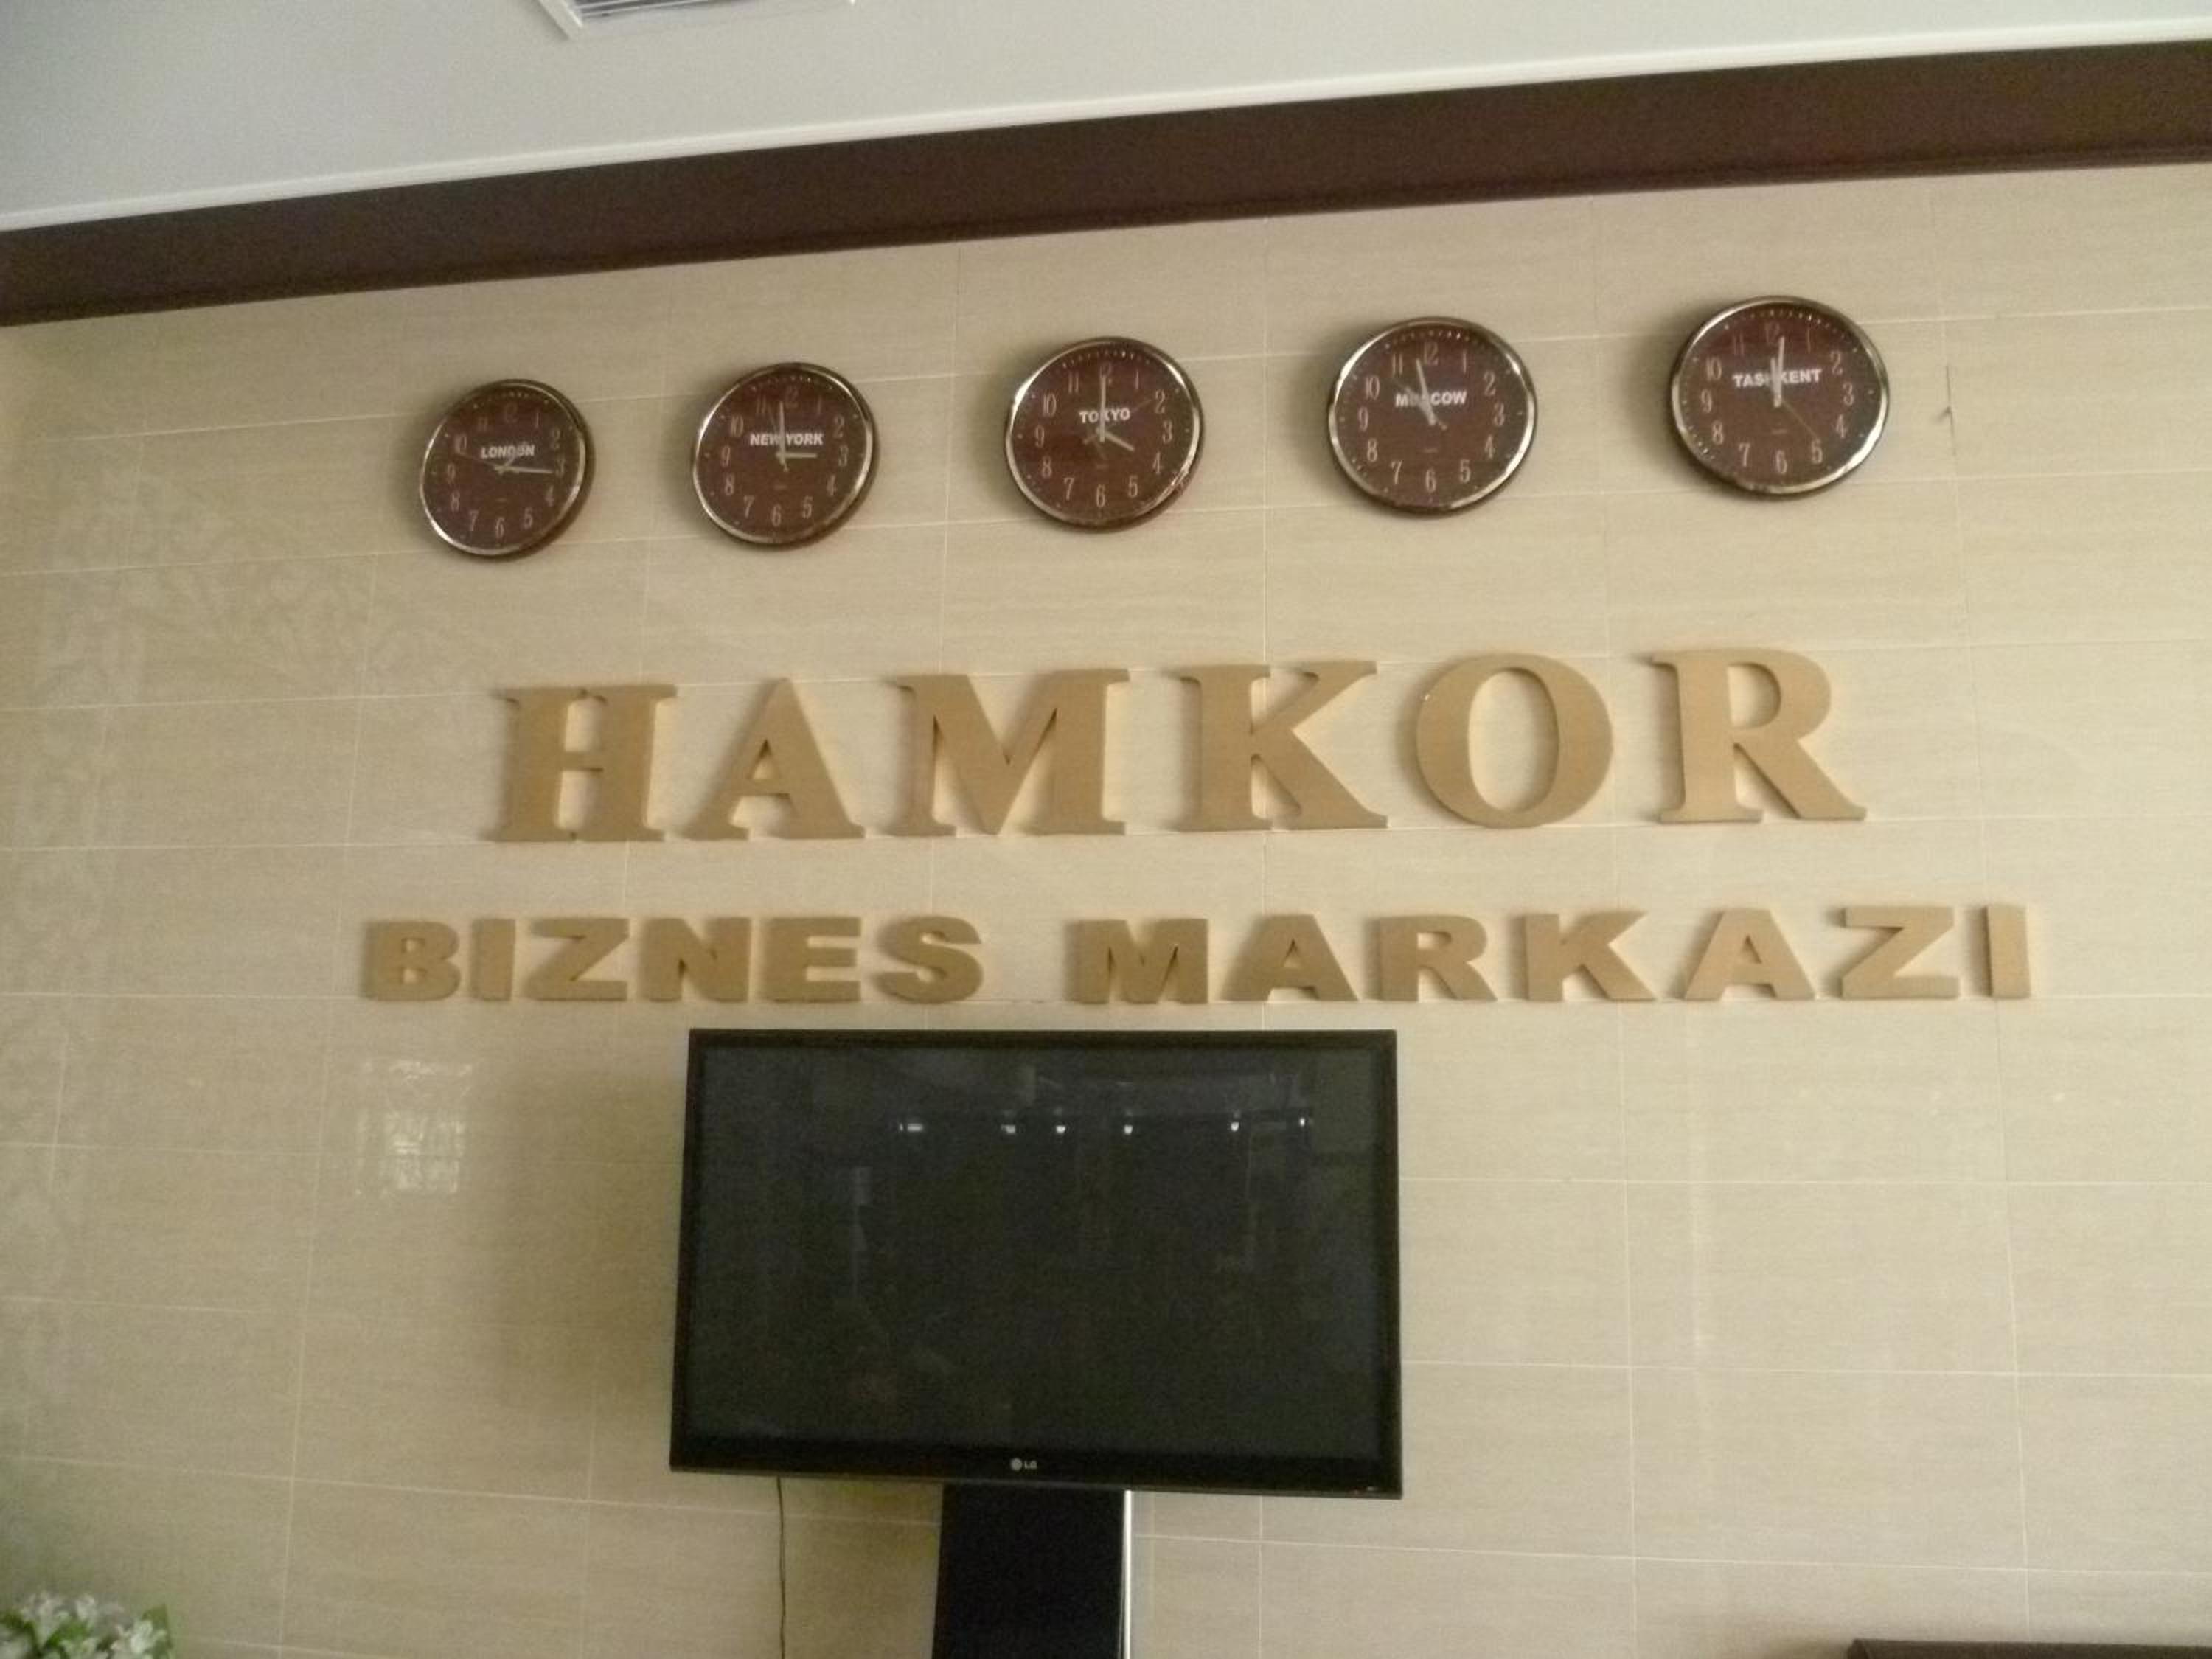 LONDON
NEW YORK
TOKYO
MOSCOW
TASHKENT
HAMKOR
BIZNES MARKAZI
LG